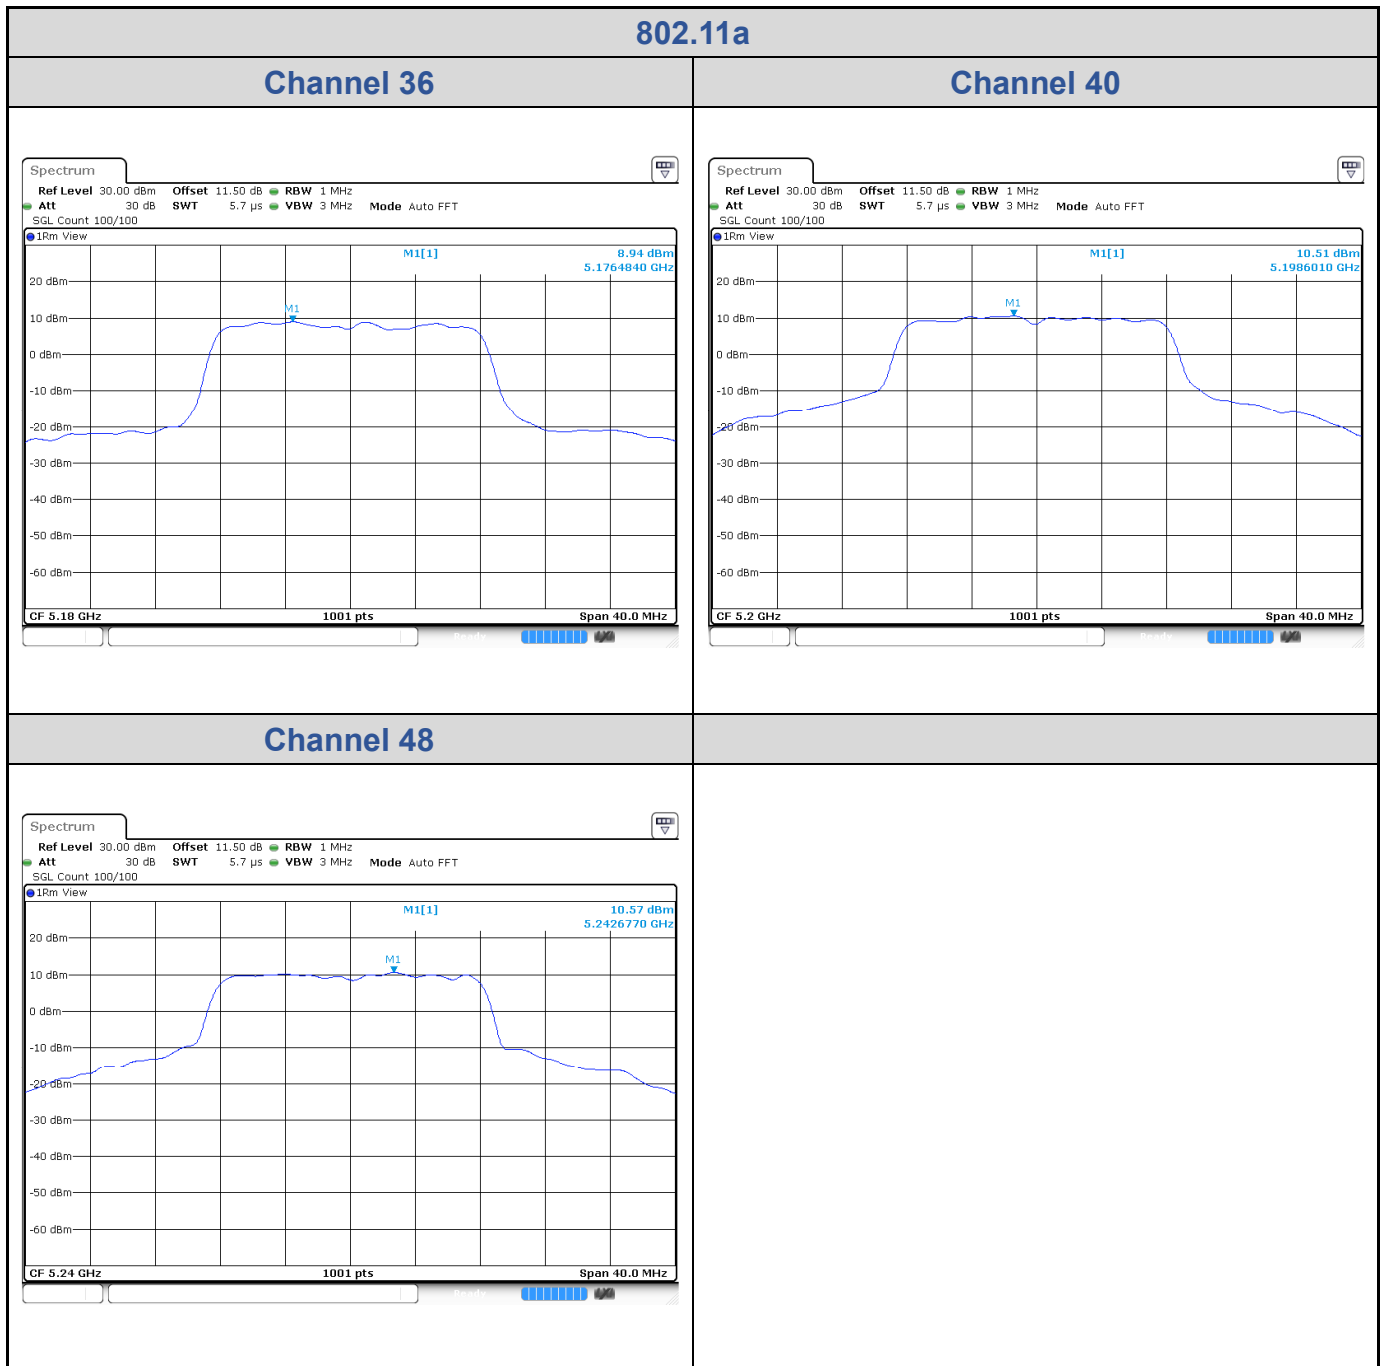 802.11a
Channel 36
Channel 40
Spectrum
Ref Level 30.00 dBm Offset 11.50 dB RBW 1 MHz
Att 30 dB SWT 5.7 µs VBW 3 MHz Mode Auto FFT
SGL Count 100/100
1Rm View
M1[1] 8.94 dBm
5.1764840 GHz
20 dBm
M1
10 dBm
0 dBm
-10 dBm
-20 dBm
-30 dBm
-40 dBm
-50 dBm
-60 dBm
CF 5.18 GHz 1001 pts Span 40.0 MHz
Ready
Spectrum
Ref Level 30.00 dBm Offset 11.50 dB RBW 1 MHz
Att 30 dB SWT 5.7 µs VBW 3 MHz Mode Auto FFT
SGL Count 100/100
1Rm View
M1[1] 10.51 dBm
5.1986010 GHz
20 dBm
M1
10 dBm
0 dBm
-10 dBm
-20 dBm
-30 dBm
-40 dBm
-50 dBm
-60 dBm
CF 5.2 GHz 1001 pts Span 40.0 MHz
Ready
Channel 48
Spectrum
Ref Level 30.00 dBm Offset 11.50 dB RBW 1 MHz
Att 30 dB SWT 5.7 µs VBW 3 MHz Mode Auto FFT
SGL Count 100/100
1Rm View
M1[1] 10.57 dBm
5.2426770 GHz
20 dBm
M1
10 dBm
0 dBm
-10 dBm
-20 dBm
-30 dBm
-40 dBm
-50 dBm
-60 dBm
CF 5.24 GHz 1001 pts Span 40.0 MHz
Ready